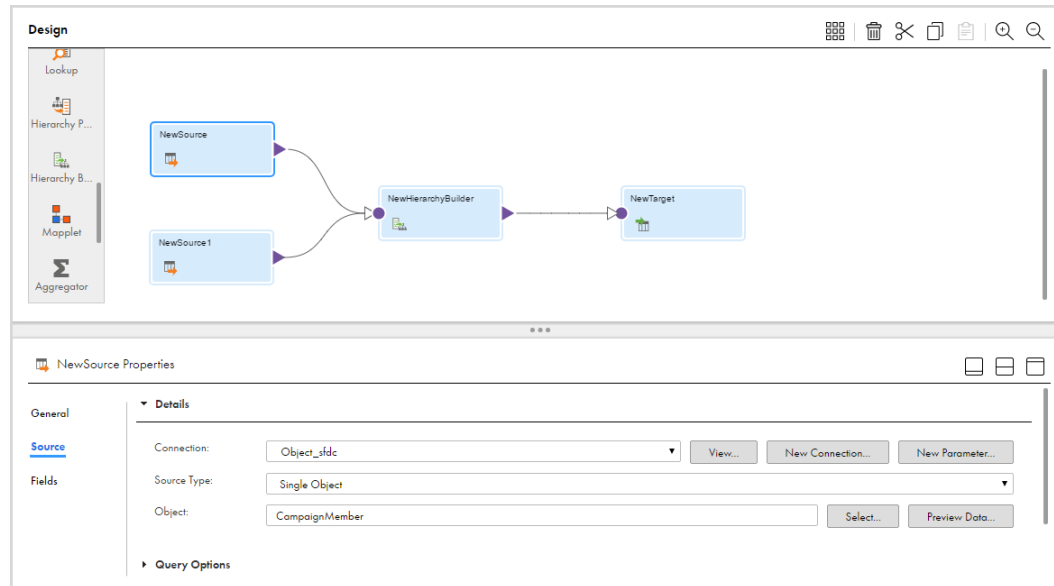 Design
Lookup
Hierarchy P...
Hierarchy B...
Mapplet
Aggregator
NewSource
NewSource1
NewHierarchyBuilder
NewTarget
NewSource Properties
General
Source
Fields
Details
Connection:
Object_sfdc
View...
New Connection...
New Parameter...
Source Type:
Single Object
Object:
CampaignMember
Select...
Preview Data...
Query Options